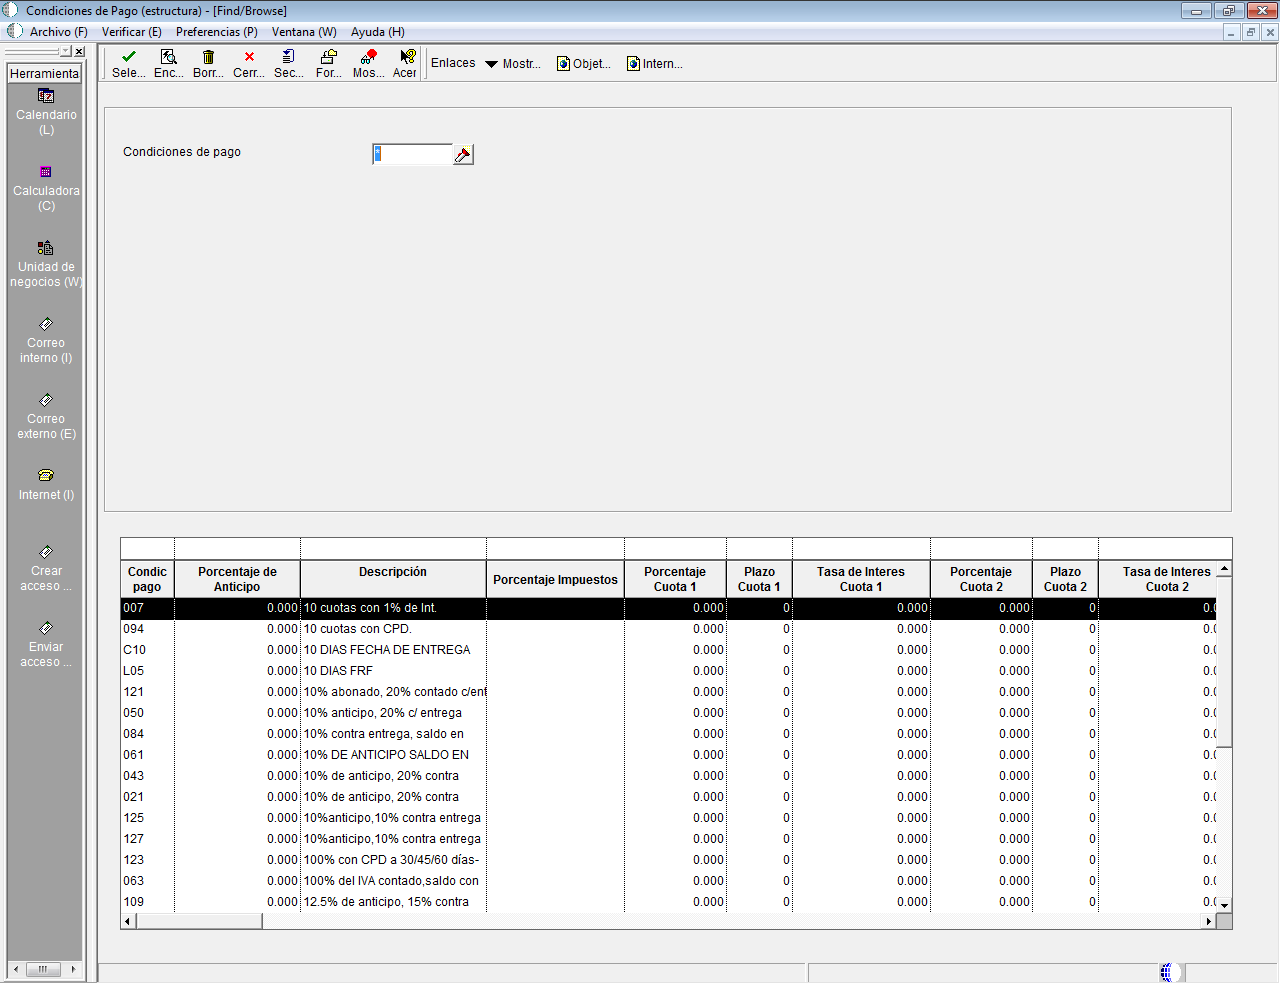 Condiciones de Pago (estructura) - [Find/Browse]
Archivo (F) Verificar (E) Preferencias (P) Ventana (W) Ayuda (H)
Herramienta
Calendario
(L)
Calculadora
(C)
Unidad de
negocios (W)
Correo
interno (I)
Correo
externo (E)
Internet (I)
Crear
acceso ...
Enviar
acceso ...
Sele... Enc... Borr... Cerr... Sec... For... Mos... Acer
Enlaces Mostr... Objet... Intern...
Condiciones de pago *
Condic pago Porcentaje de Anticipo Descripción Porcentaje Impuestos Porcentaje Cuota 1 Plazo Cuota 1 Tasa de Interes Cuota 1 Porcentaje Cuota 2 Plazo Cuota 2 Tasa de Interes Cuota 2
007 0.000 10 cuotas con 1% de Int. 0.000 0 0.000 0.000 0 0.0
094 0.000 10 cuotas con CPD. 0.000 0 0.000 0.000 0 0.0
C10 0.000 10 DIAS FECHA DE ENTREGA 0.000 0 0.000 0.000 0 0.0
L05 0.000 10 DIAS FRF 0.000 0 0.000 0.000 0 0.0
121 0.000 10% abonado, 20% contado c/ent 0.000 0 0.000 0.000 0 0.0
050 0.000 10% anticipo, 20% c/ entrega 0.000 0 0.000 0.000 0 0.0
084 0.000 10% contra entrega, saldo en 0.000 0 0.000 0.000 0 0.0
061 0.000 10% DE ANTICIPO SALDO EN 0.000 0 0.000 0.000 0 0.0
043 0.000 10% de anticipo, 20% contra 0.000 0 0.000 0.000 0 0.0
021 0.000 10% de anticipo, 20% contra 0.000 0 0.000 0.000 0 0.0
125 0.000 10%anticipo,10% contra entrega 0.000 0 0.000 0.000 0 0.0
127 0.000 10%anticipo,10% contra entrega 0.000 0 0.000 0.000 0 0.0
123 0.000 100% con CPD a 30/45/60 días- 0.000 0 0.000 0.000 0 0.0
063 0.000 100% del IVA contado,saldo con 0.000 0 0.000 0.000 0 0.0
109 0.000 12.5% de anticipo, 15% contra 0.000 0 0.000 0.000 0 0.0